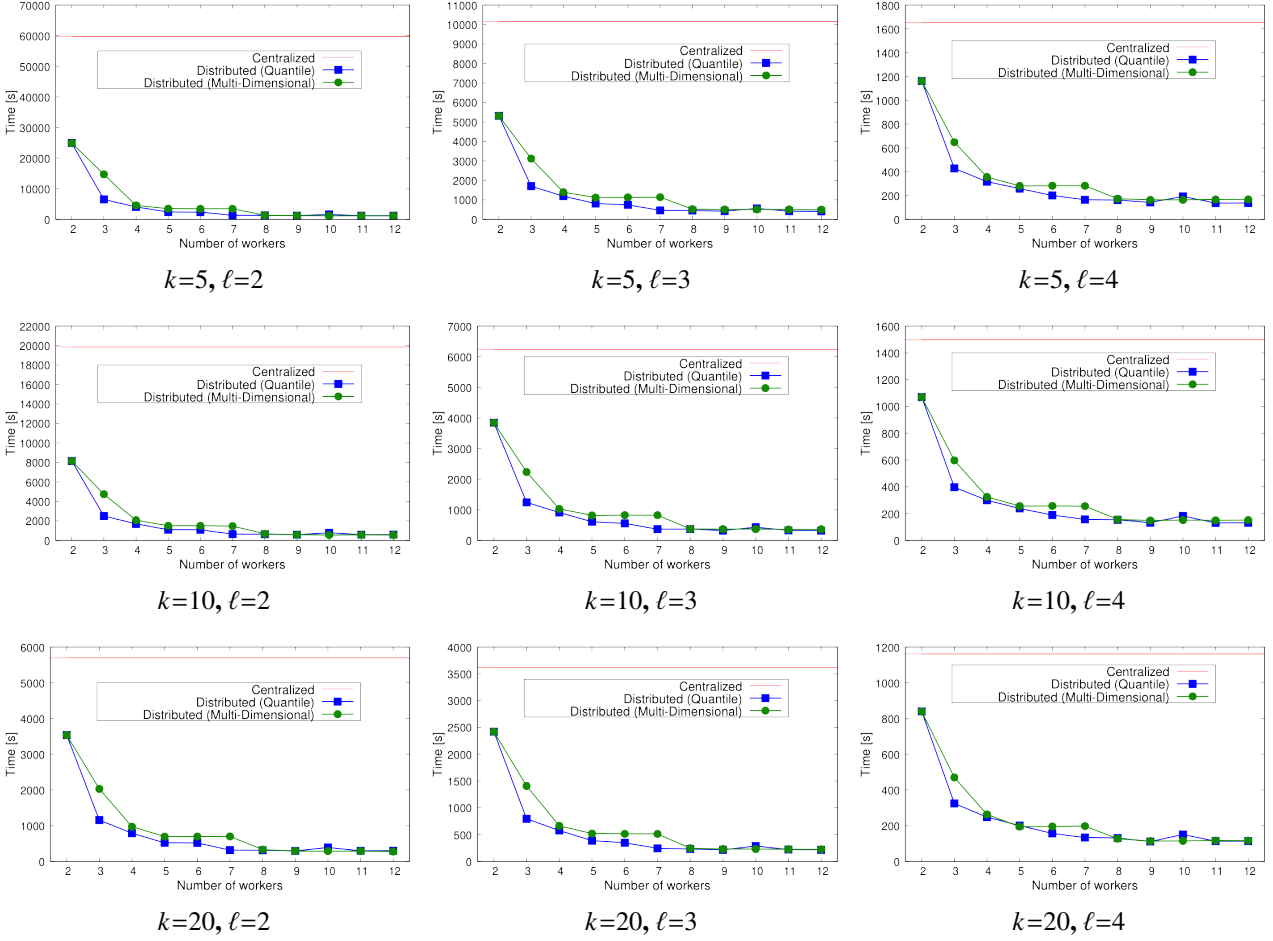 70000
60000
50000
40000
30000
20000
10000
0
Time [s]
Centralized
Distributed (Quantile)
Distributed (Multi-Dimensional)
2 3 4 5 6 7 8 9 10 11 12
Number of workers
k=5, ℓ=2
11000
10000
9000
8000
7000
6000
5000
4000
3000
2000
1000
0
Time [s]
Centralized
Distributed (Quantile)
Distributed (Multi-Dimensional)
2 3 4 5 6 7 8 9 10 11 12
Number of workers
k=5, ℓ=3
1800
1600
1400
1200
1000
800
600
400
200
0
Time [s]
Centralized
Distributed (Quantile)
Distributed (Multi-Dimensional)
2 3 4 5 6 7 8 9 10 11 12
Number of workers
k=5, ℓ=4
22000
20000
18000
16000
14000
12000
10000
8000
6000
4000
2000
0
Time [s]
Centralized
Distributed (Quantile)
Distributed (Multi-Dimensional)
2 3 4 5 6 7 8 9 10 11 12
Number of workers
k=10, ℓ=2
7000
6000
5000
4000
3000
2000
1000
0
Time [s]
Centralized
Distributed (Quantile)
Distributed (Multi-Dimensional)
2 3 4 5 6 7 8 9 10 11 12
Number of workers
k=10, ℓ=3
1600
1400
1200
1000
800
600
400
200
0
Time [s]
Centralized
Distributed (Quantile)
Distributed (Multi-Dimensional)
2 3 4 5 6 7 8 9 10 11 12
Number of workers
k=10, ℓ=4
6000
5000
4000
3000
2000
1000
0
Time [s]
Centralized
Distributed (Quantile)
Distributed (Multi-Dimensional)
2 3 4 5 6 7 8 9 10 11 12
Number of workers
k=20, ℓ=2
4000
3500
3000
2500
2000
1500
1000
500
0
Time [s]
Centralized
Distributed (Quantile)
Distributed (Multi-Dimensional)
2 3 4 5 6 7 8 9 10 11 12
Number of workers
k=20, ℓ=3
1200
1000
800
600
400
200
0
Time [s]
Centralized
Distributed (Quantile)
Distributed (Multi-Dimensional)
2 3 4 5 6 7 8 9 10 11 12
Number of workers
k=20, ℓ=4